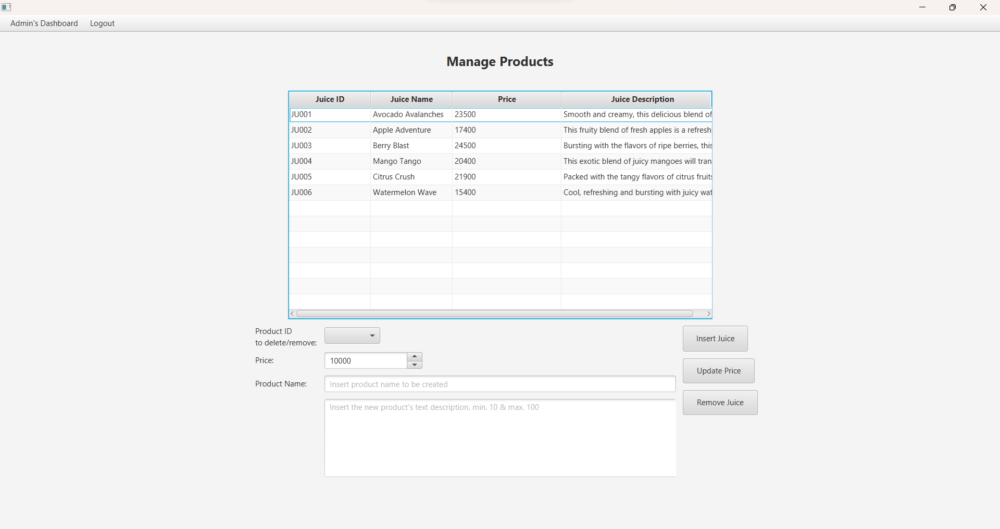 Admin's Dashboard Logout
Manage Products
Juice ID Juice Name Price Juice Description
JU001 Avocado Avalanches 23500 Smooth and creamy, this delicious blend of
JU002 Apple Adventure 17400 This fruity blend of fresh apples is a refreshi
JU003 Berry Blast 24500 Bursting with the flavors of ripe berries, this
JU004 Mango Tango 20400 This exotic blend of juicy mangoes will tran
JU005 Citrus Crush 21900 Packed with the tangy flavors of citrus fruits
JU006 Watermelon Wave 15400 Cool, refreshing and bursting with juicy wat
Product ID
to delete/remove:
Insert Juice
Price: 10000
Update Price
Product Name: Insert product name to be created
Remove Juice
Insert the new product's text description, min. 10 & max. 100